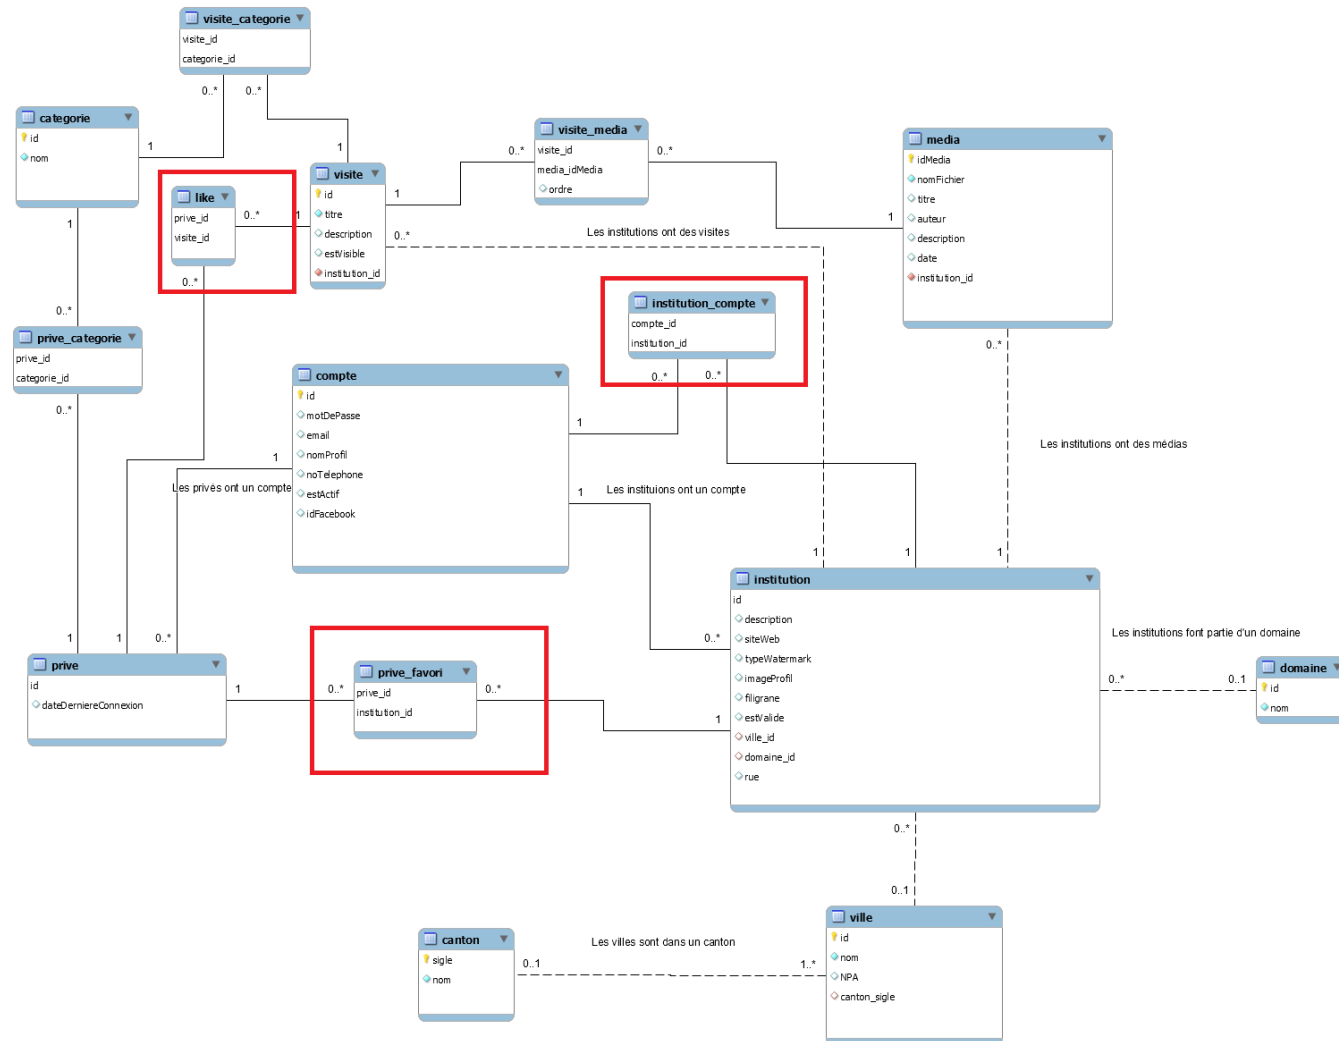 visite_categorie
visite_id
categorie_id
0..*
0..*
categorie
id
nom
1
1
1
visite_media
visite_id
media_idMedia
ordre
0..*
0..*
media
idMedia
nomFichier
titre
auteur
description
date
institution_id
1
0..*
visite
id
titre
description
estVisible
institution_id
1
0..*
Les institutions ont des visites
like
prive_id
visite_id
0..*
1
0..*
institution_compte
compte_id
institution_id
0..*
0..*
0..*
prive_categorie
prive_id
categorie_id
0..*
compte
id
motDePasse
email
nomProfil
noTelephone
estActif
idFacebook
1
1
1
Les privés ont un compte
Les instituions ont un compte
Les institutions ont des médias
1
1
1
institution
id
description
siteWeb
typeWatermark
imageProfil
filigrane
estValide
ville_id
domaine_id
rue
0..*
1
0..*
0..*
0..1
Les institutions font partie d'un domaine
domaine
id
nom
1
1
0..*
prive
id
dateDerniereConnexion
1
0..*
prive_favori
prive_id
institution_id
0..*
0..1
ville
id
nom
NPA
canton_sigle
canton
sigle
nom
0..1
Les villes sont dans un canton
1..*